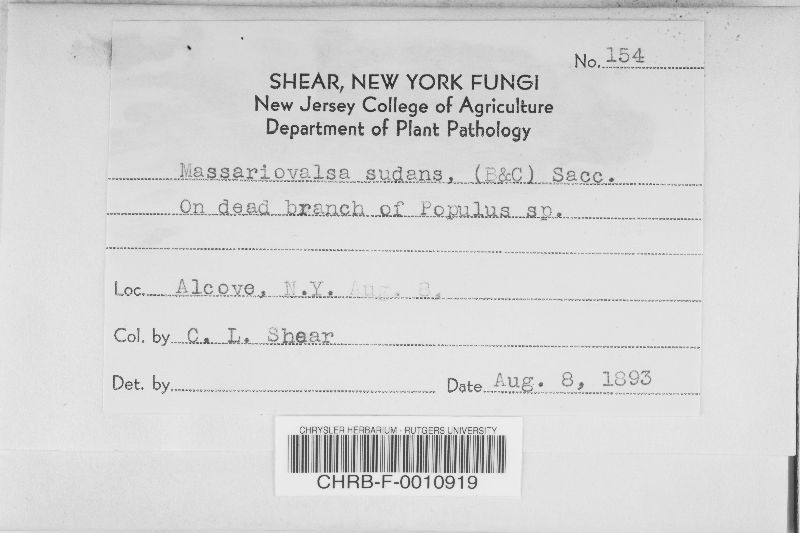 No. 154
SHEAR, NEW YORK FUNGI
New Jersey College of Agriculture
Department of Plant Pathology
Massariovalsa sudans, (B&C) Sacc.
On dead branch of Populus sp.
Loc. Alcove, N.Y. Aug. 8,
Col. by C. L. Shear
Det. by
Date Aug. 8, 1893
CHRYSLER HERBARIUM - RUTGERS UNIVERSITY
CHRB-F-0010919